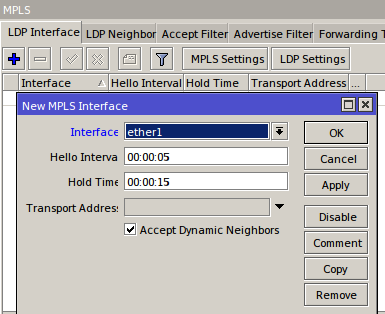 MPLS
LDP Interface LDP Neighbor Accept Filter Advertise Filter Forwarding T
MPLS Settings LDP Settings
Interface Hello Interval Hold Time Transport Address ...
New MPLS Interface
Interface ether1 OK
Hello Interva 00:00:05 Cancel
Hold Time 00:00:15 Apply
Transport Address Disable
Accept Dynamic Neighbors
Comment
Copy
Remove